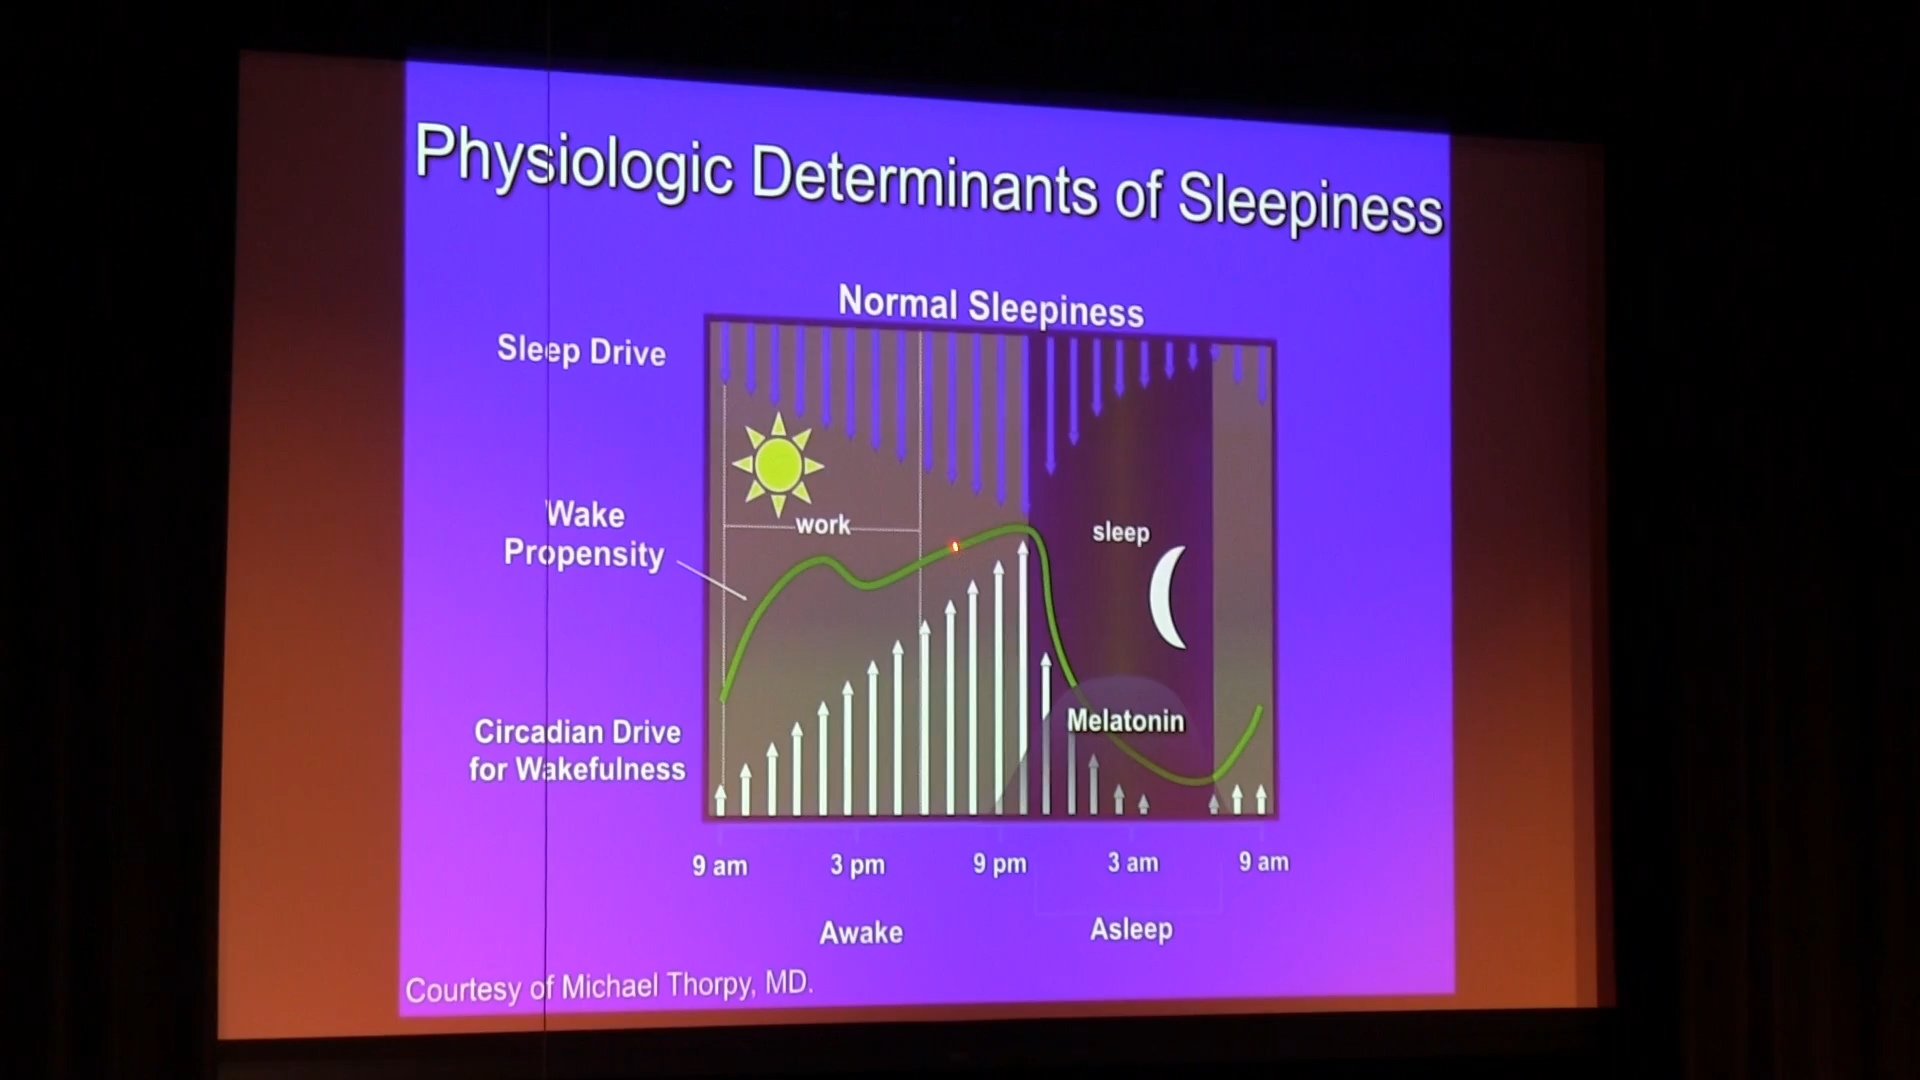 Physiologic Determinants of Sleepiness
Normal Sleepiness
Sleep Drive
work
sleep
Wake
Propensity
Melatonin
Circadian Drive
for Wakefulness
9 am 3 pm 9 pm 3 am 9 am
Awake Asleep
Courtesy of Michael Thorpy, MD.